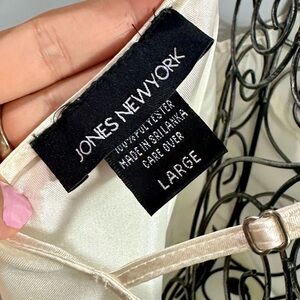 JONES NEW YORK
100% POLYESTER
MADE IN SRI LANKA
CARE OVER
LARGE